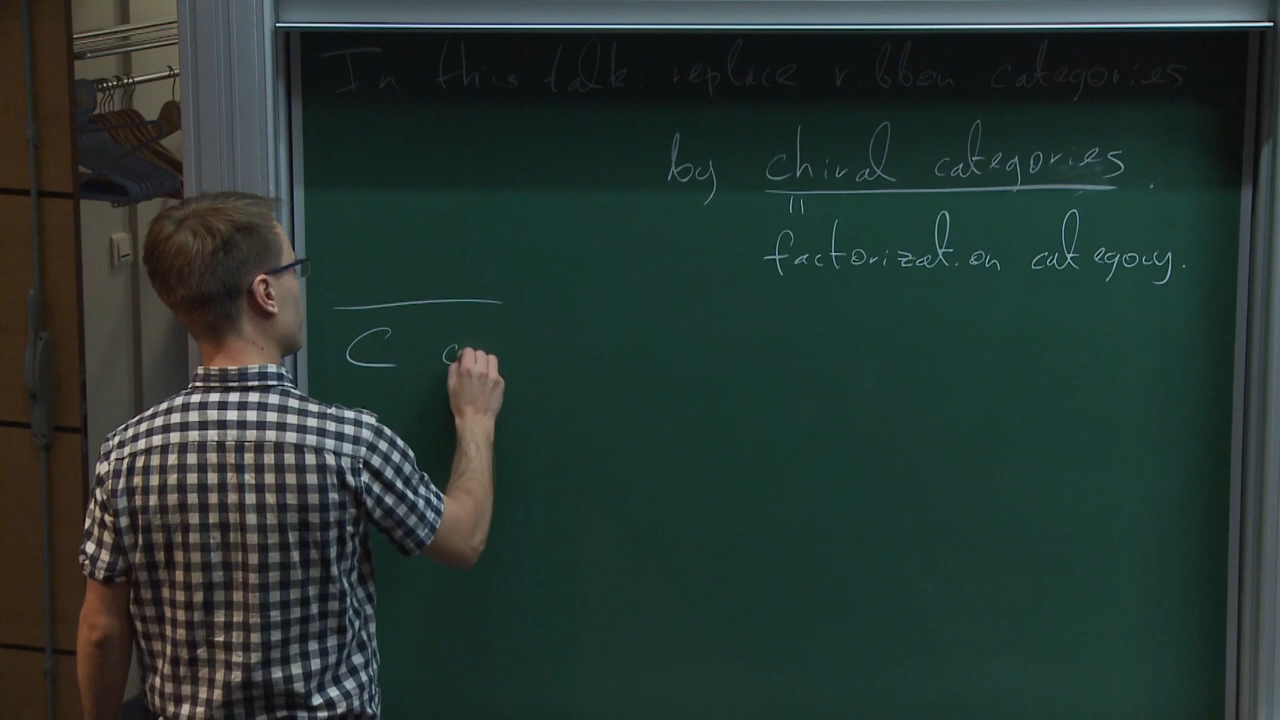 In this talk: replace ribbon categories
by chiral categories.
=
factorization category.
C